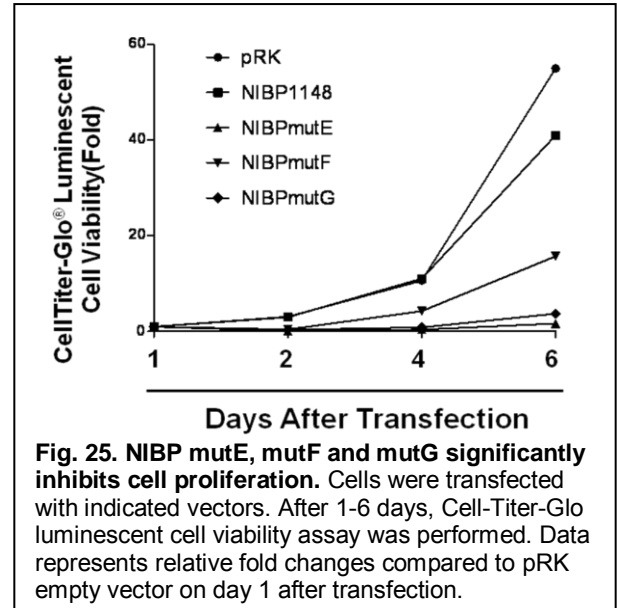 CellTiter-Glo® Luminescent
Cell Viability(Fold)
60
40
20
0
pRK
NIBP1148
NIBPmutE
NIBPmutF
NIBPmutG
1 2 4 6
Days After Transfection
Fig. 25. NIBP mutE, mutF and mutG significantly
inhibits cell proliferation. Cells were transfected
with indicated vectors. After 1-6 days, Cell-Titer-Glo
luminescent cell viability assay was performed. Data
represents relative fold changes compared to pRK
empty vector on day 1 after transfection.